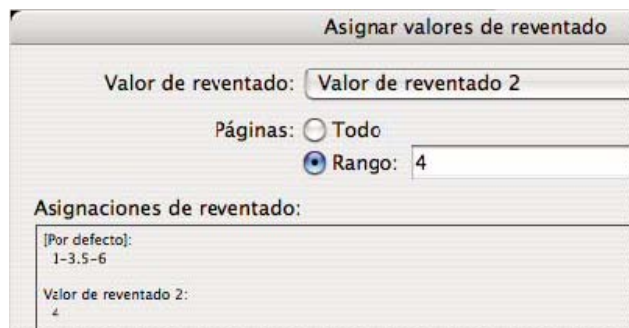 Asignar valores de reventado
Valor de reventado: Valor de reventado 2
Páginas: Todo
Rango: 4
Asignaciones de reventado:
[Por defecto]:
1-3.5-6
Valor de reventado 2:
4